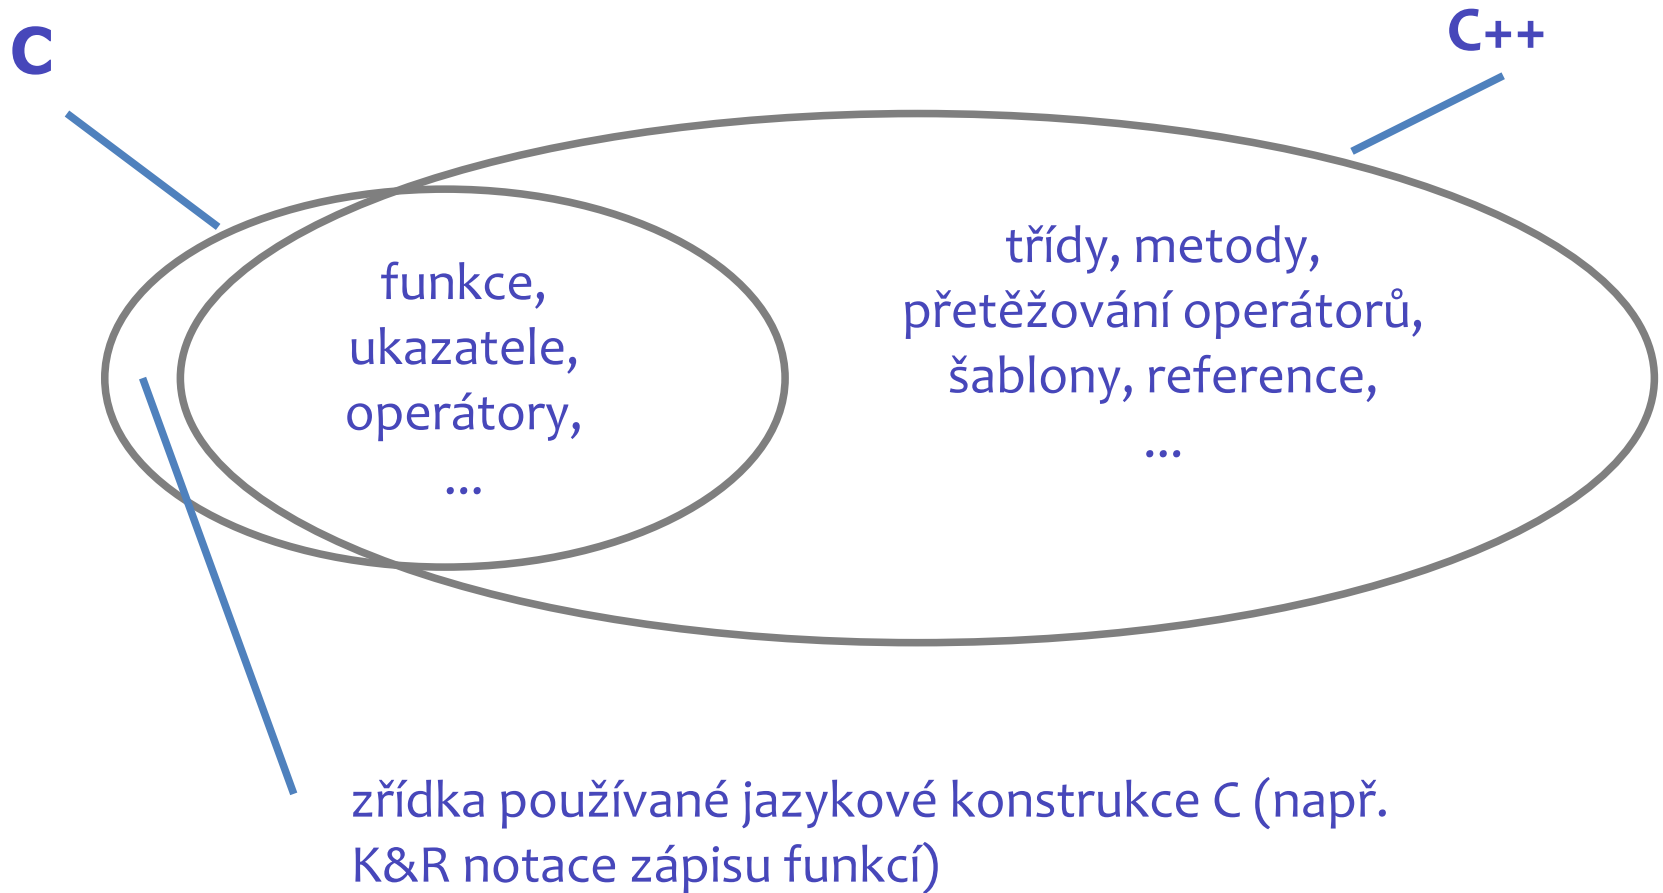 C
C++
funkce,
ukazatele,
operátory,
...
třídy, metody,
přetěžování operátorů,
šablony, reference,
...
zřídka používané jazykové konstrukce C (např.
K&R notace zápisu funkcí)